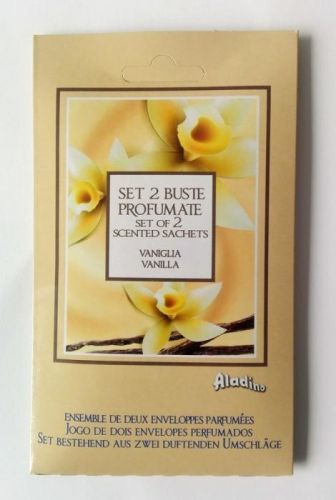 SET 2 BUSTE
PROFUMATE
SET OF 2
SCENTED SACHETS
VANIGLIA
VANILLA
Aladino
ENSEMBLE DE DEUX ENVELOPPES PARFUMÉES
JOGO DE DOIS ENVELOPES PERFUMADOS
SET BESTEHEND AUS ZWEI DUFTENDEN UMSCHLÄGE